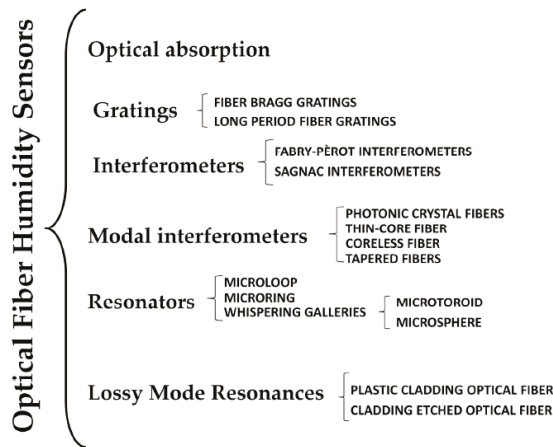 Optical Fiber Humidity Sensors
Optical absorption
Gratings
FIBER BRAGG GRATINGS
LONG PERIOD FIBER GRATINGS
Interferometers
FABRY-PÈROT INTERFEROMETERS
SAGNAC INTERFEROMETERS
Modal interferometers
PHOTONIC CRYSTAL FIBERS
THIN-CORE FIBER
CORELESS FIBER
TAPERED FIBERS
Resonators
MICROLOOP
MICRORING
WHISPERING GALLERIES
MICROTOROID
MICROSPHERE
Lossy Mode Resonances
PLASTIC CLADDING OPTICAL FIBER
CLADDING ETCHED OPTICAL FIBER